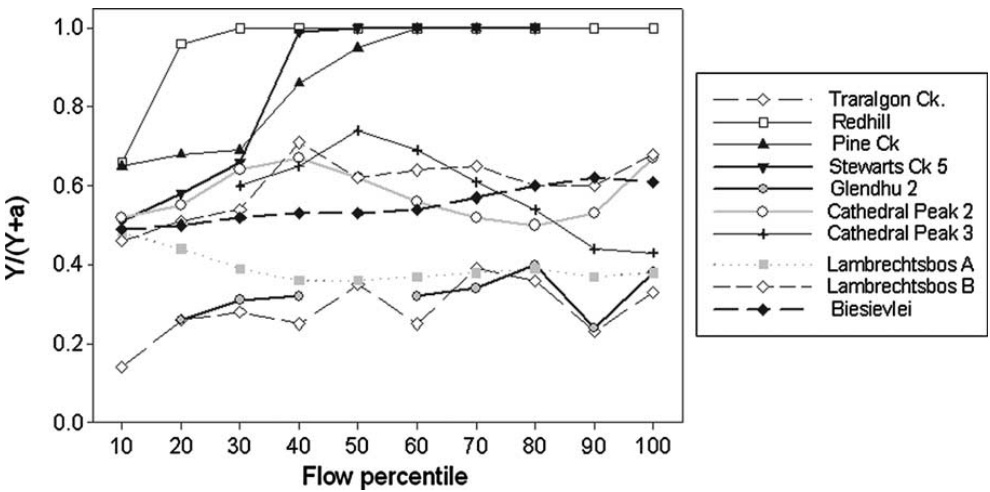 Y/(Y+a)
1.0
0.8
0.6
0.4
0.2
0.0
10 20 30 40 50 60 70 80 90 100
Flow percentile
Traralgon Ck.
Redhill
Pine Ck
Stewarts Ck 5
Glendhu 2
Cathedral Peak 2
Cathedral Peak 3
Lambrechtsbos A
Lambrechtsbos B
Biesievlei